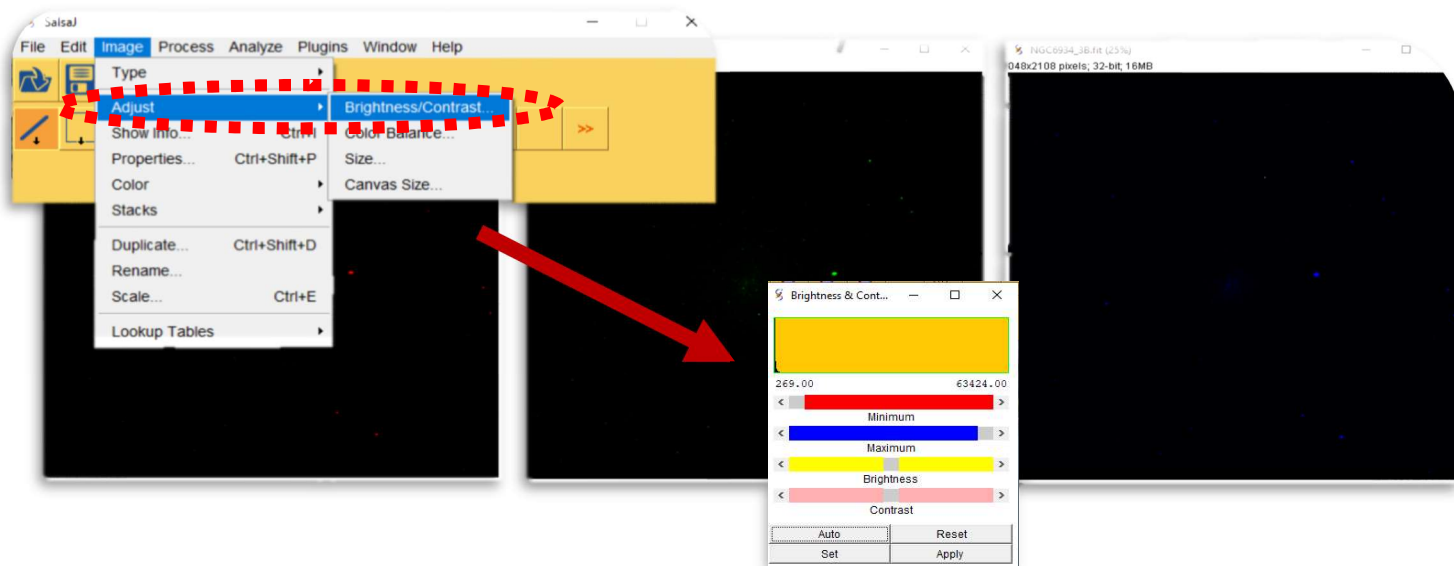 SalsaJ
File Edit Image Process Analyze Plugins Window Help
Type
Adjust
Show Info... Ctrl+I
Properties... Ctrl+Shift+P
Color
Stacks
Duplicate... Ctrl+Shift+D
Rename...
Scale... Ctrl+E
Lookup Tables
Brightness/Contrast...
Color Balance...
Size...
Canvas Size...
>>
NGC6934_3B.fit (25%)
048x2108 pixels; 32-bit; 16MB
Brightness & Cont...
269.00 63424.00
Minimum
Maximum
Brightness
Contrast
Auto Reset
Set Apply